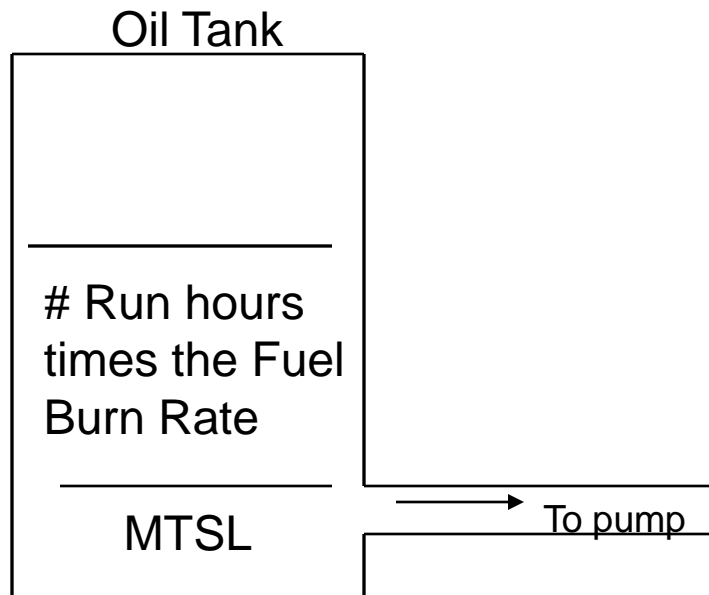 Oil Tank
# Run hours
times the Fuel
Burn Rate
MTSL
To pump